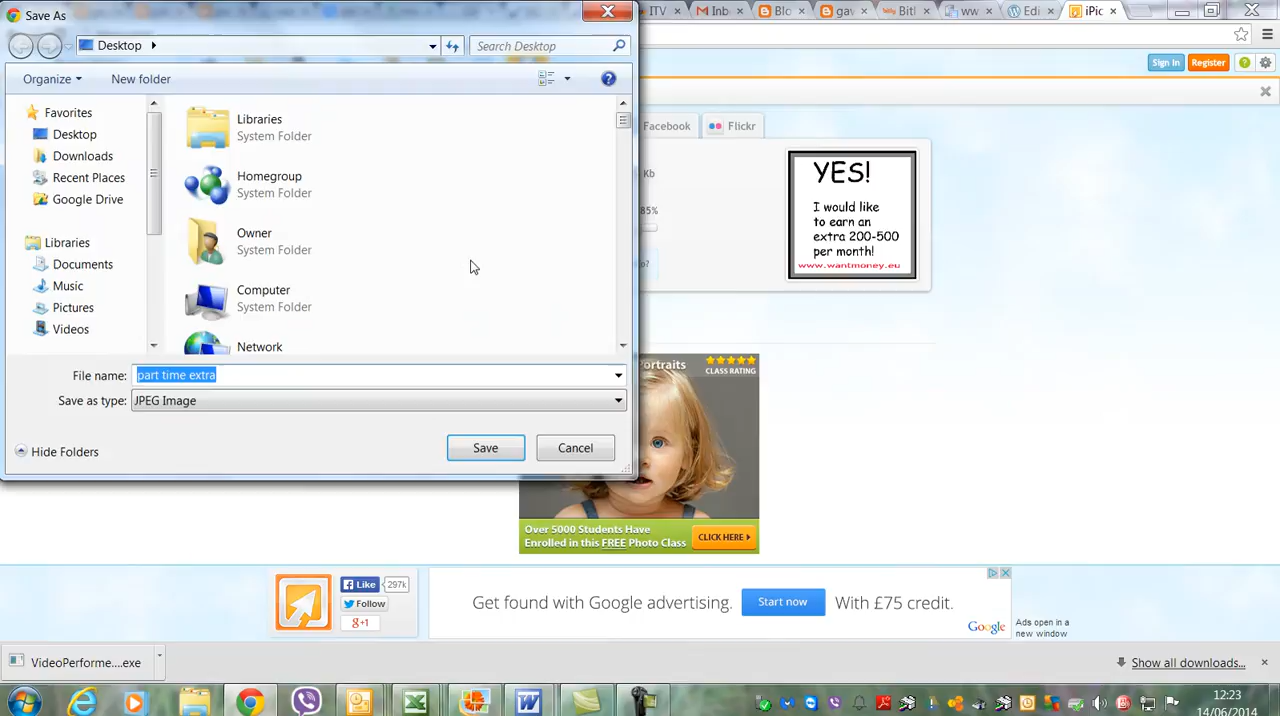 Save As
ITV
Inb
Blo
gav
Bitl
ww
Edi
iPic
Desktop
Search Desktop
Organize
New folder
Sign In
Register
Favorites
Desktop
Downloads
Recent Places
Google Drive
Libraries
Documents
Music
Pictures
Videos
Libraries
System Folder
Homegroup
System Folder
Owner
System Folder
Computer
System Folder
Network
Facebook
Flickr
Kb
85%
o?
YES!
I would like
to earn an
extra 200-500
per month!
www.wantmoney.eu
File name:
part time extra
Save as type:
JPEG Image
Hide Folders
Save
Cancel
Portraits
CLASS RATING
Over 5000 Students Have
Enrolled in this FREE Photo Class
CLICK HERE
Like
297k
Follow
g+1
Get found with Google advertising.
Start now
With £75 credit.
Google
Ads open in a
new window
VideoPerforme....exe
Show all downloads...
12:23
14/06/2014